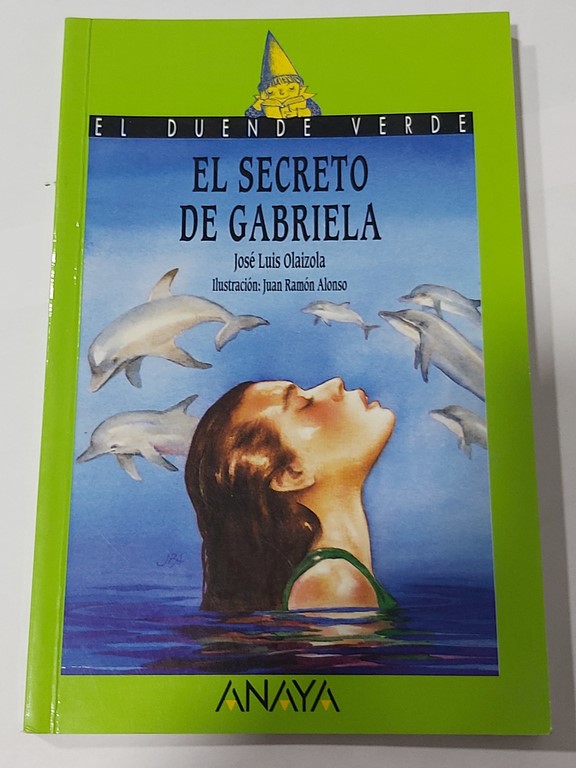 EL DUENDE VERDE
EL SECRETO
DE GABRIELA
José Luis Olaizola
Ilustración: Juan Ramón Alonso
ANAYA